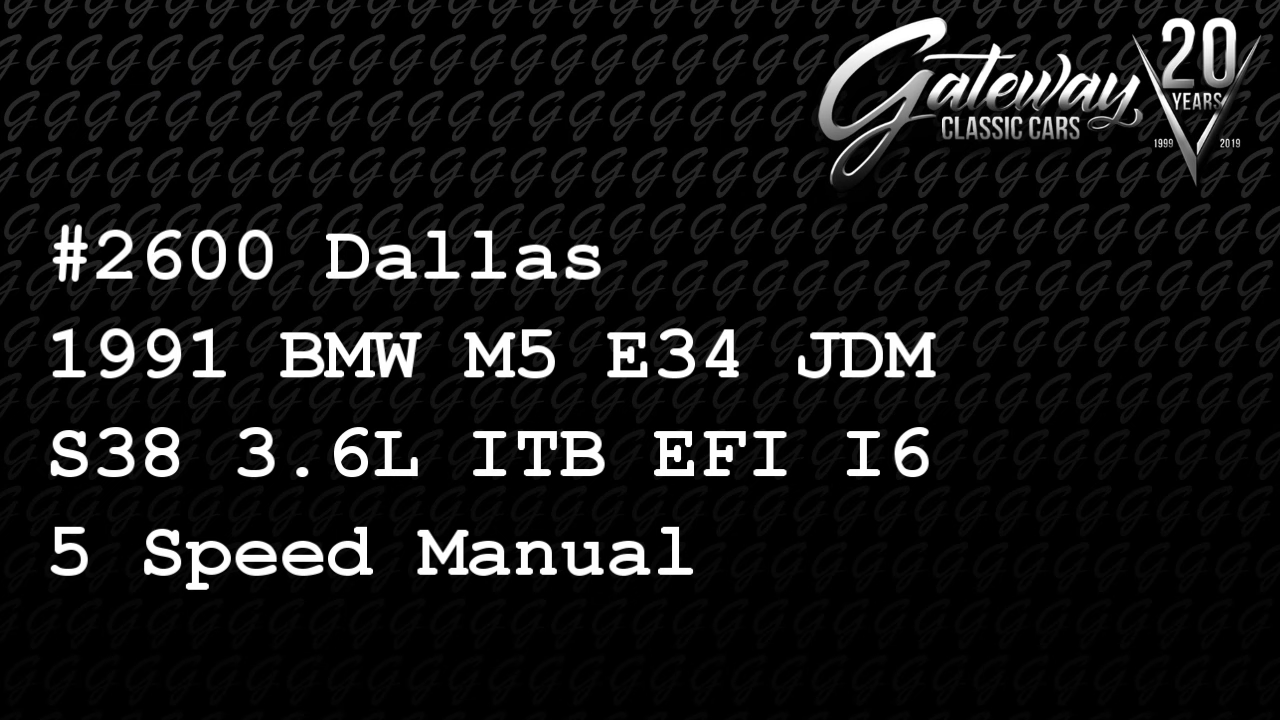 Gateway
CLASSIC CARS
20
YEARS
1999 2019
#2600 Dallas
1991 BMW M5 E34 JDM
S38 3.6L ITB EFI I6
5 Speed Manual